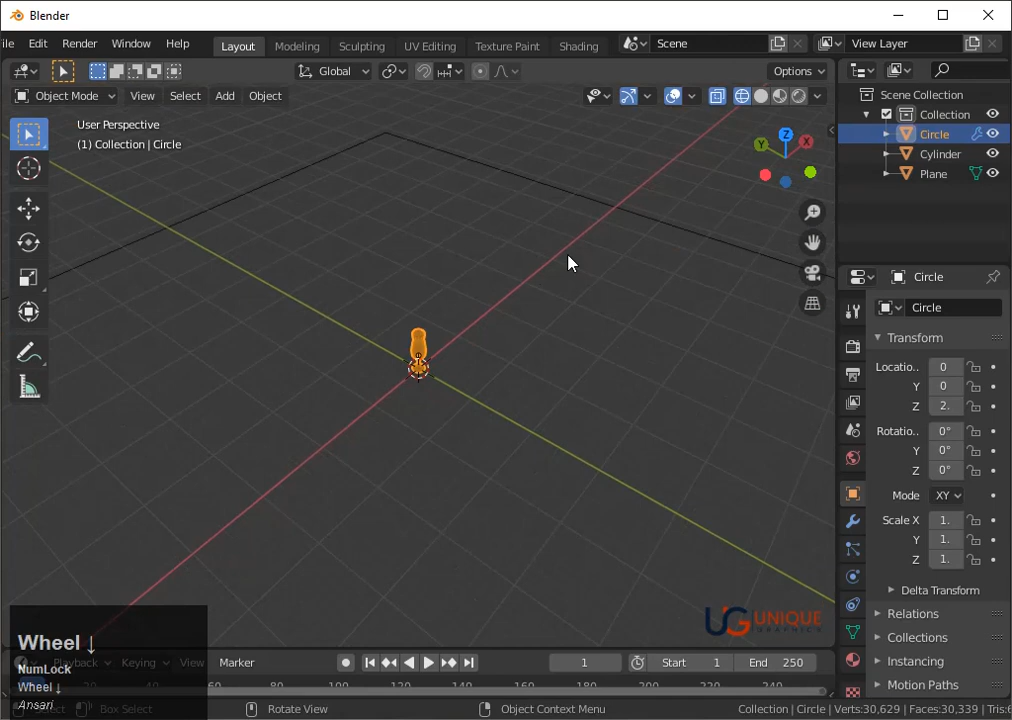 Blender
ile Edit Render Window Help Layout Modeling Sculpting UV Editing Texture Paint Shading Scene View Layer
Global Options
Object Mode View Select Add Object
User Perspective
(1) Collection | Circle
Z
X
Y
Scene Collection
Collection
Circle
Cylinder
Plane
Circle
Circle
Transform
Locatio.. 0
Y 0
Z 2.
Rotatio.. 0°
Y 0°
Z 0°
Mode XY
Scale X 1.
Y 1.
Z 1.
Delta Transform
Relations
Collections
Instancing
Motion Paths
UG UNIQUE
GRAPHICS
Wheel ↓
NumLock
Wheel ↓
Ansari
Playback Keying View Marker 1 Start 1 End 250
60 80 100 120 140 160 180 200 220 240
Select Box Select Rotate View Object Context Menu Collection | Circle | Verts:30,629 | Faces:30,339 | Tris:6